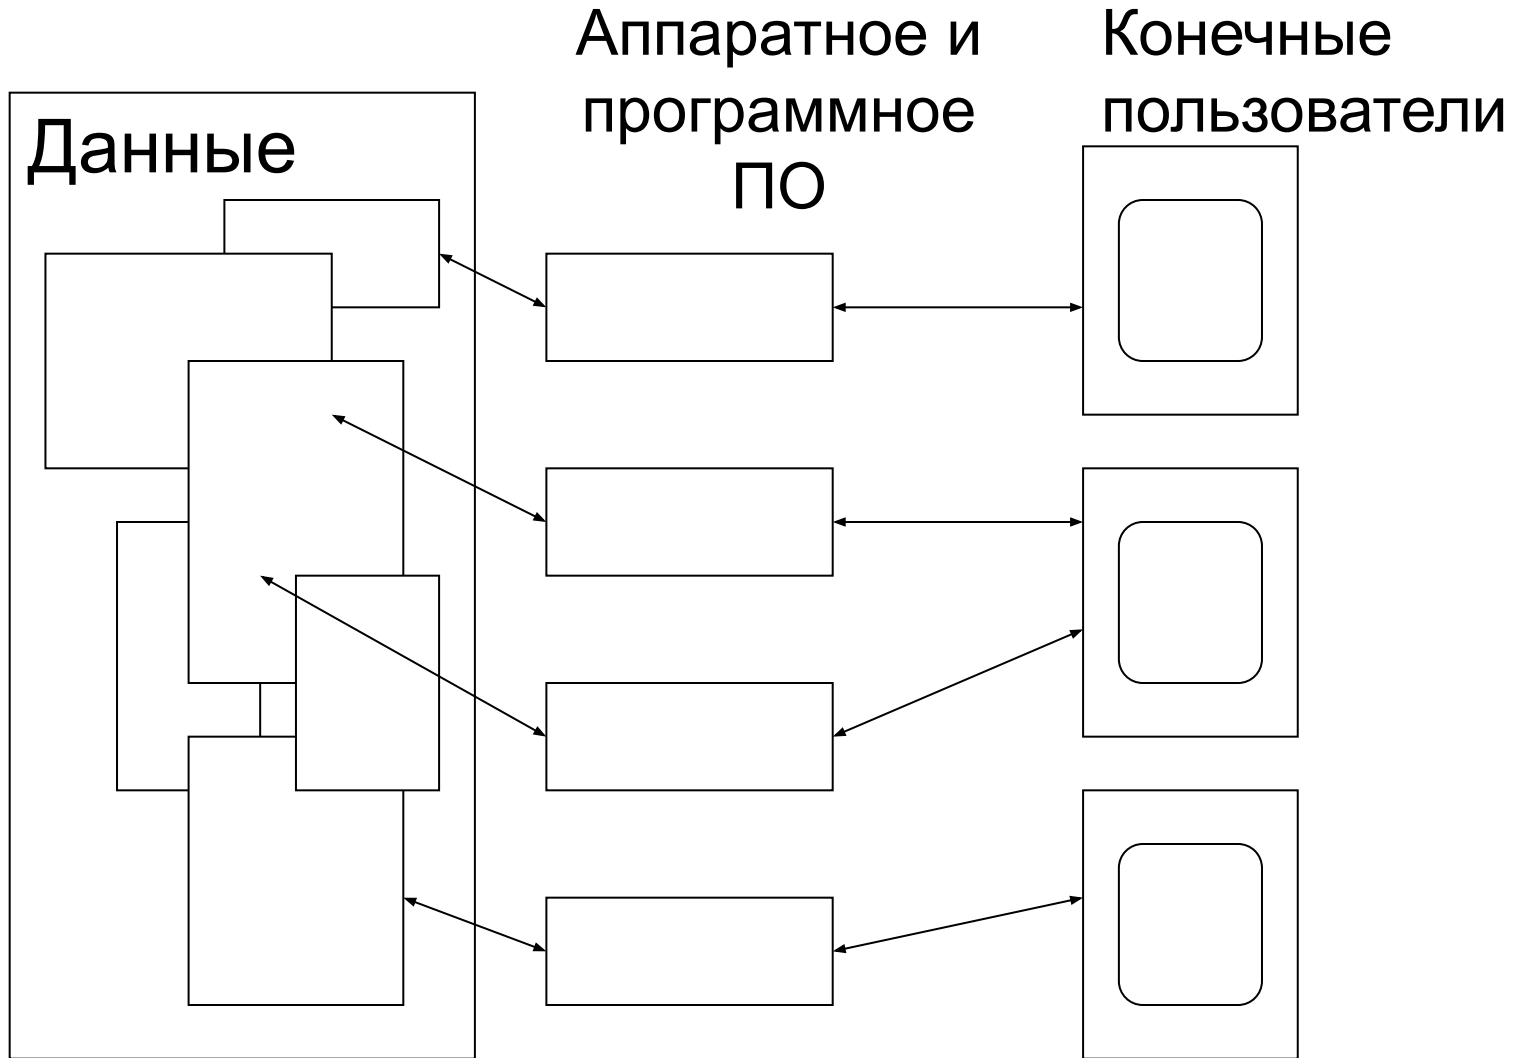 Данные
Аппаратное и
программное
ПО
Конечные
пользователи